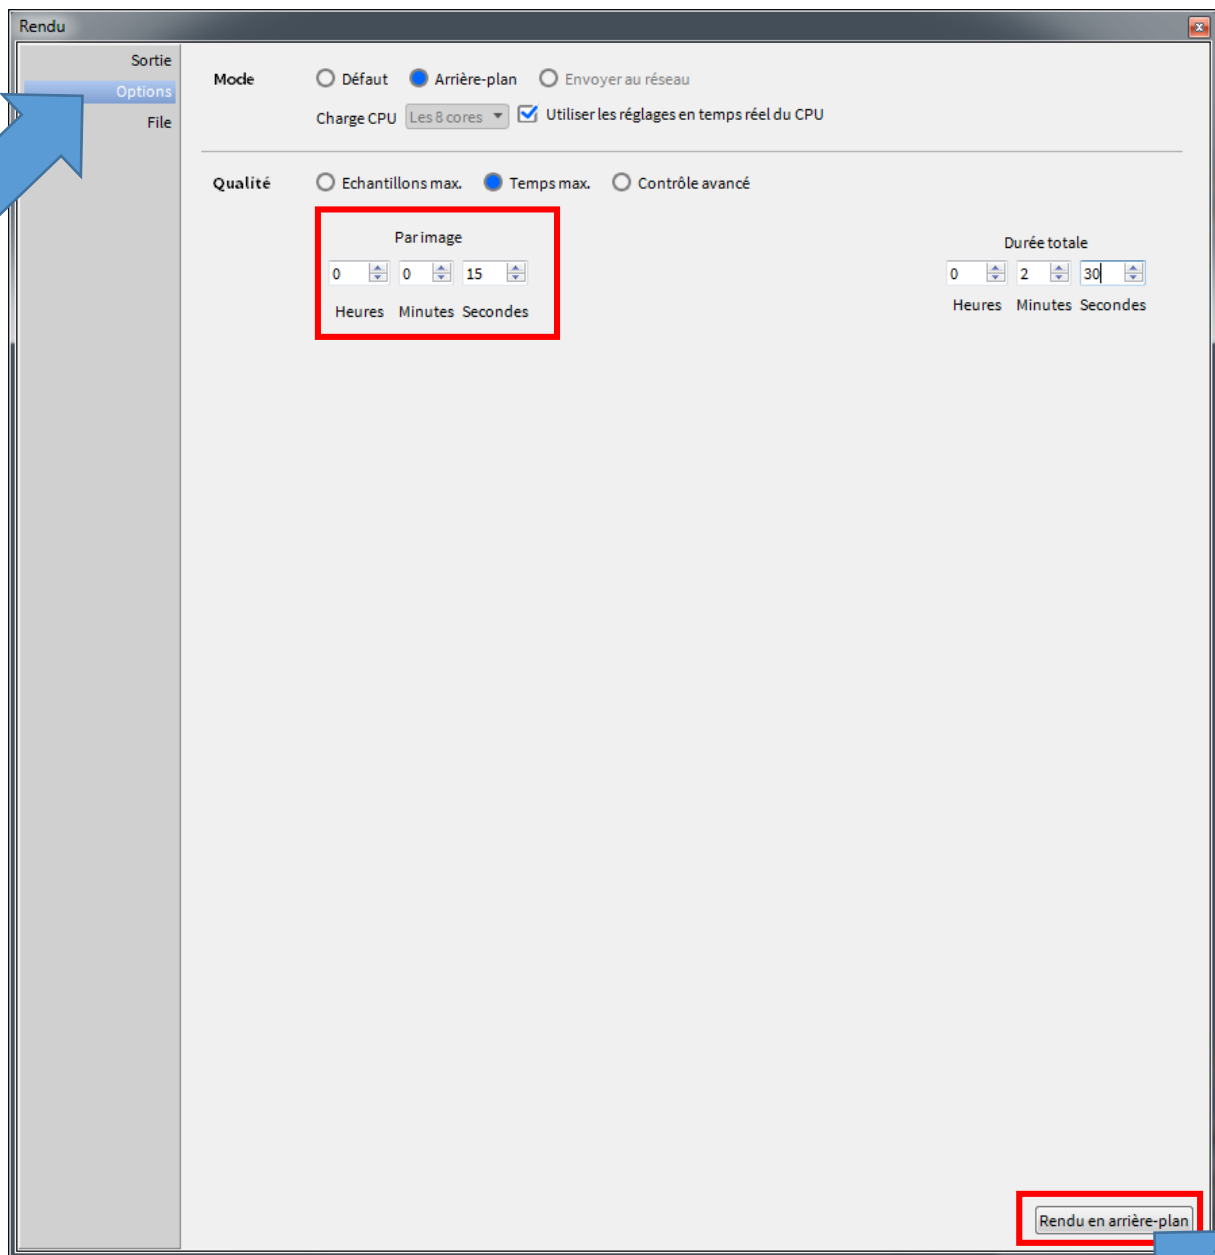 Rendu
Sortie
Options
File
Mode Défaut Arrière-plan Envoyer au réseau
Charge CPU Les 8 cores Utiliser les réglages en temps réel du CPU
Qualité Echantillons max. Temps max. Contrôle avancé
Par image Durée totale
0 0 15 0 2 30
Heures Minutes Secondes Heures Minutes Secondes
Rendu en arrière-plan